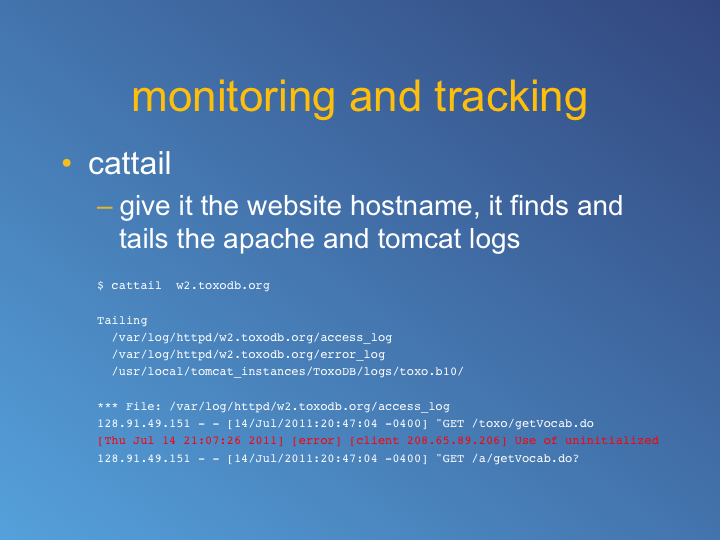 monitoring and tracking
• cattail
– give it the website hostname, it finds and
tails the apache and tomcat logs
$ cattail  w2.toxodb.org
Tailing
/var/log/httpd/w2.toxodb.org/access_log
/var/log/httpd/w2.toxodb.org/error_log
/usr/local/tomcat_instances/ToxoDB/logs/toxo.b10/
*** File: /var/log/httpd/w2.toxodb.org/access_log
128.91.49.151 - - [14/Jul/2011:20:47:04 -0400] "GET /toxo/getVocab.do
[Thu Jul 14 21:07:26 2011] [error] [client 208.65.89.206] Use of uninitialized
128.91.49.151 - - [14/Jul/2011:20:47:04 -0400] "GET /a/getVocab.do?